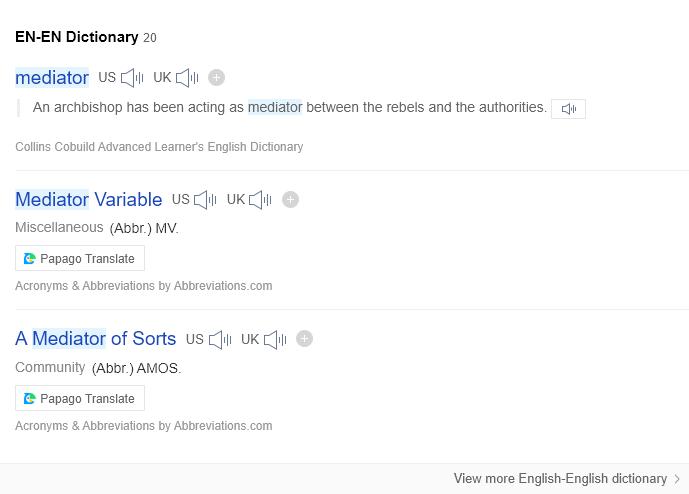 EN-EN Dictionary 20
mediator US UK
An archbishop has been acting as mediator between the rebels and the authorities.
Collins Cobuild Advanced Learner's English Dictionary
Mediator Variable US UK
Miscellaneous (Abbr.) MV.
Papago Translate
Acronyms & Abbreviations by Abbreviations.com
A Mediator of Sorts US UK
Community (Abbr.) AMOS.
Papago Translate
Acronyms & Abbreviations by Abbreviations.com
View more English-English dictionary